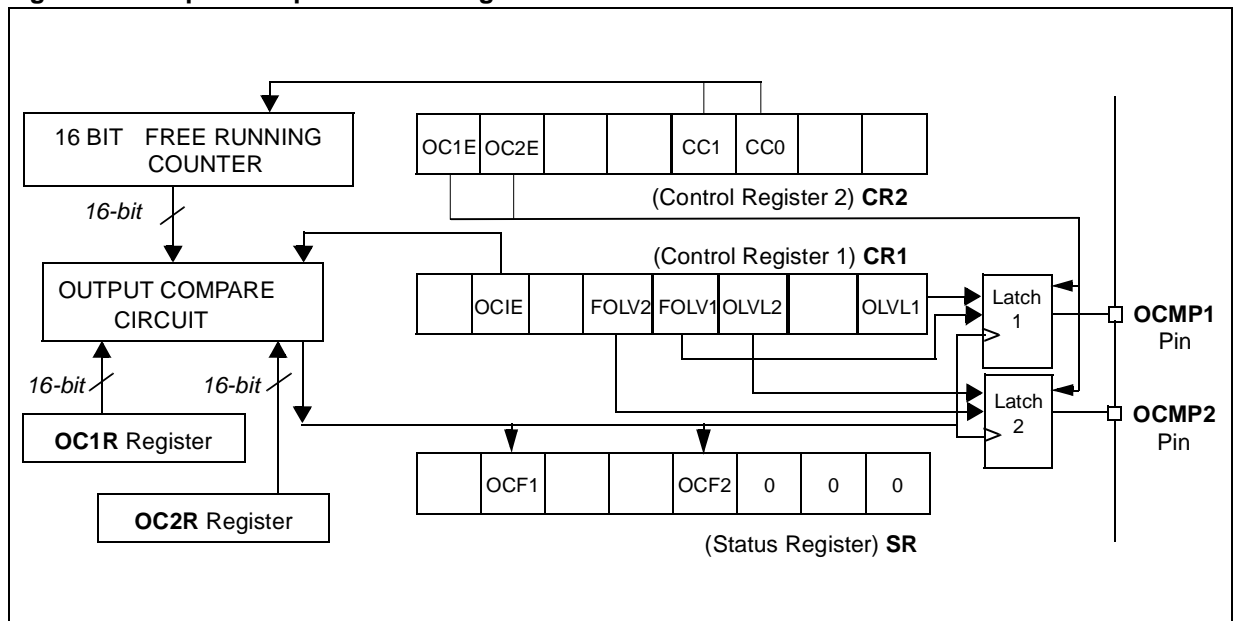 16 BIT FREE RUNNING
COUNTER
OC1E OC2E CC1 CC0
(Control Register 2) CR2
16-bit
(Control Register 1) CR1
OUTPUT COMPARE
CIRCUIT
OCIE FOLV2 FOLV1 OLVL2 OLVL1
Latch
1
OCMP1
Pin
16-bit 16-bit
Latch
2
OCMP2
Pin
OC1R Register
OCF1 OCF2 0 0 0
OC2R Register
(Status Register) SR